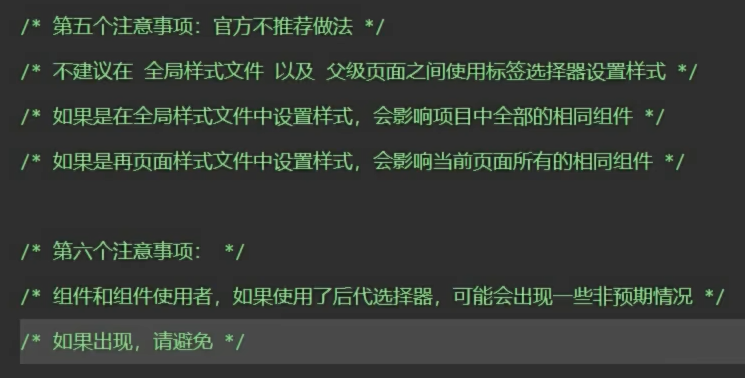 /* 第五个注意事项：官方不推荐做法 */
/* 不建议在 全局样式文件 以及 父级页面之间使用标签选择器设置样式 */
/* 如果是在全局样式文件中设置样式，会影响项目中全部的相同组件 */
/* 如果是再页面样式文件中设置样式，会影响当前页面所有的相同组件 */
/* 第六个注意事项： */
/* 组件和组件使用者，如果使用了后代选择器，可能会出现一些非预期情况 */
/* 如果出现，请避免 */